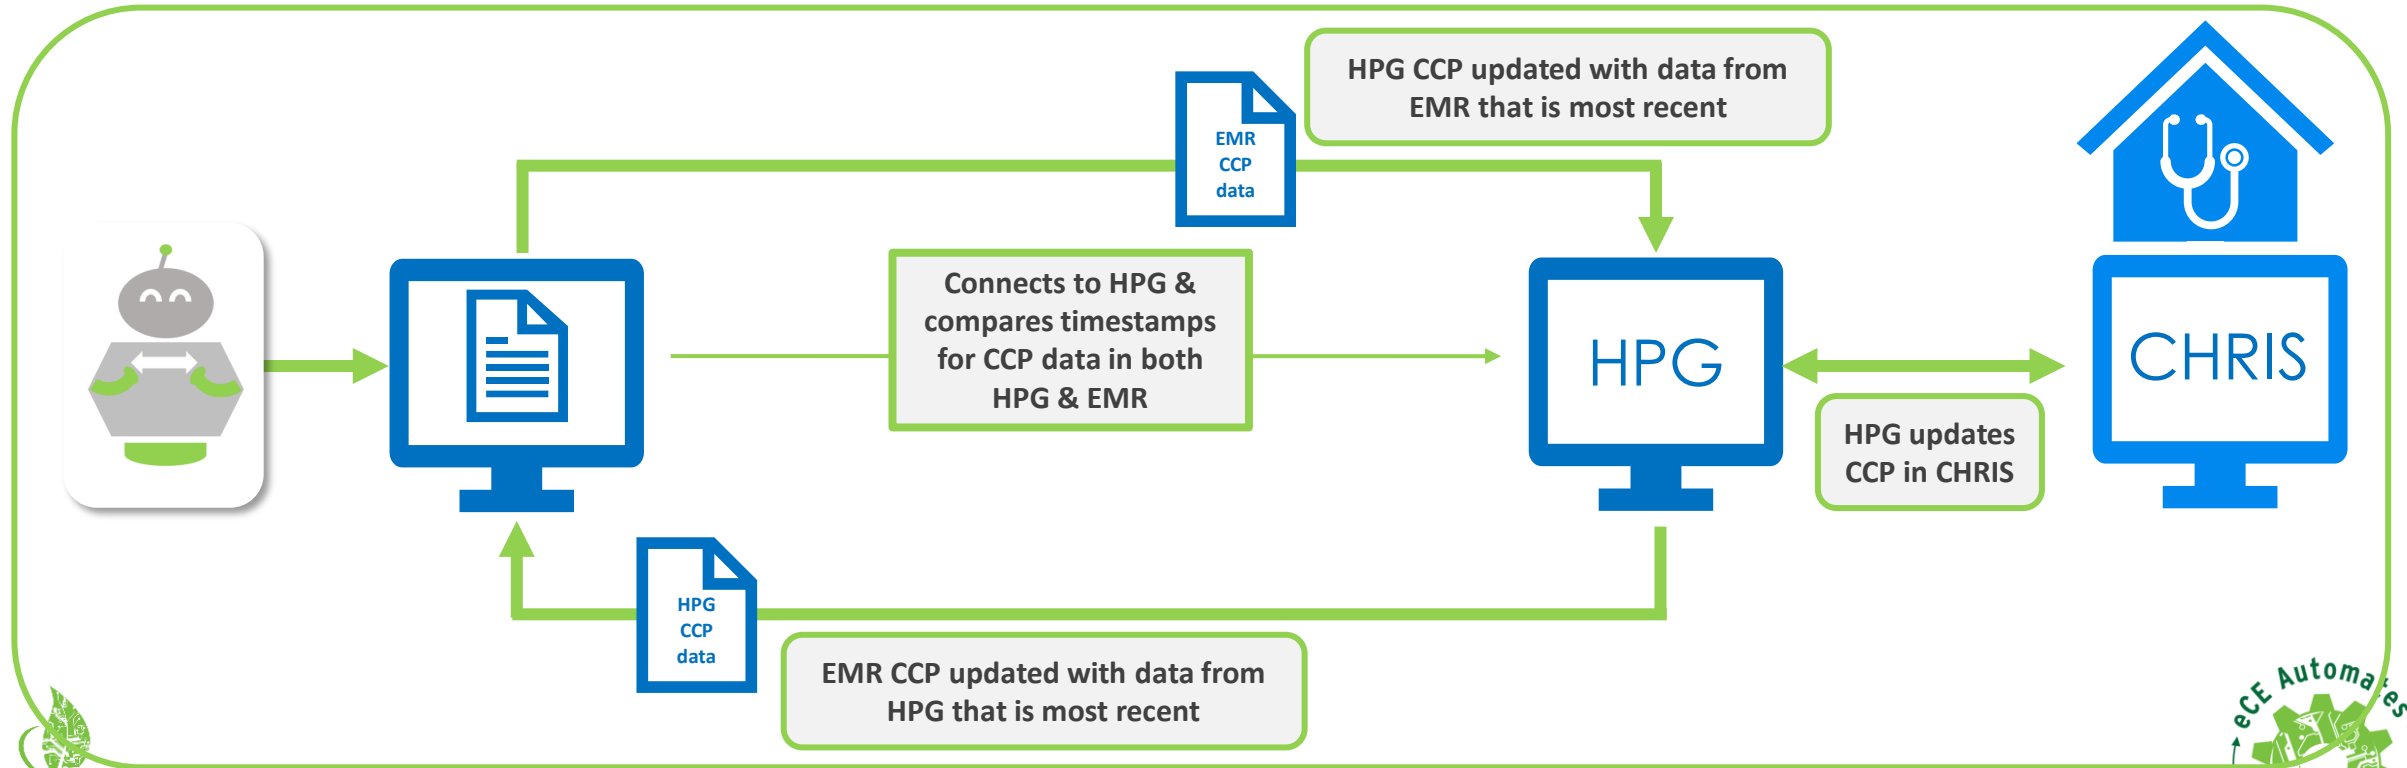 HPG CCP updated with data from
EMR that is most recent
EMR
CCP
data
Connects to HPG &
compares timestamps
for CCP data in both
HPG & EMR
HPG
CHRIS
HPG updates
CCP in CHRIS
HPG
CCP
data
EMR CCP updated with data from
HPG that is most recent
eCE Automates